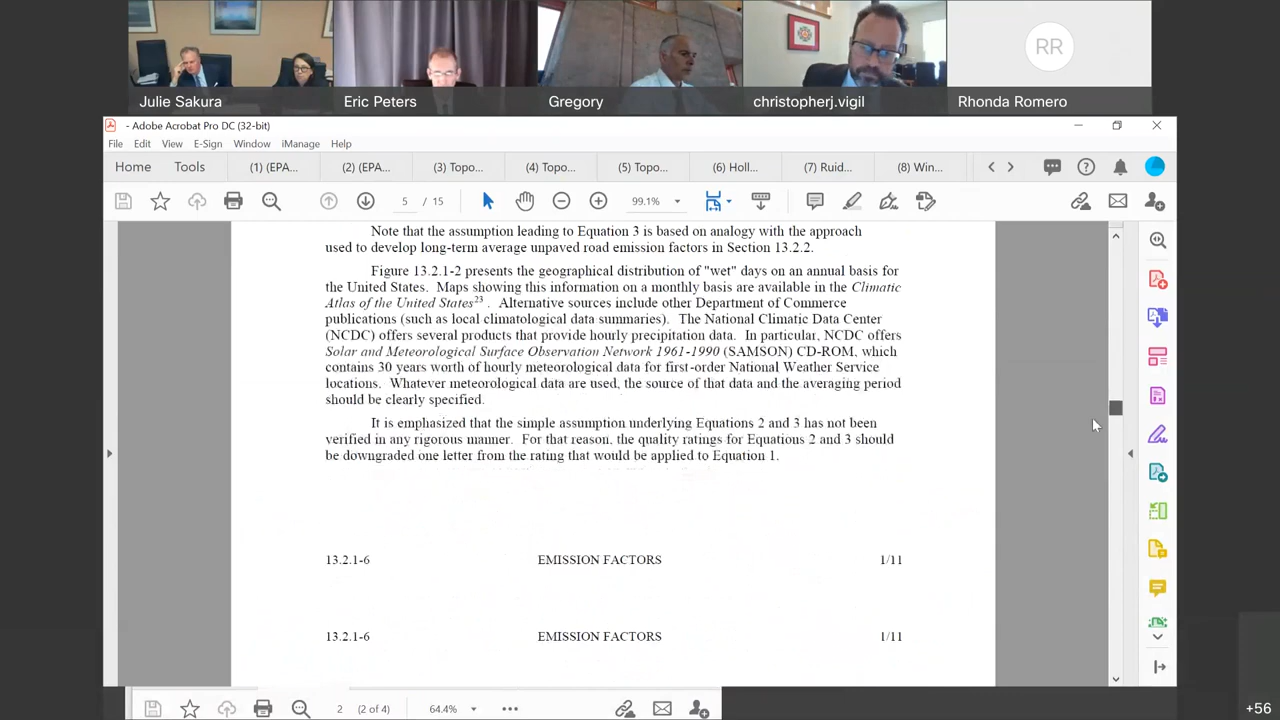 RR
Julie Sakura
Eric Peters
Gregory
christopherj.vigil
Rhonda Romero
- Adobe Acrobat Pro DC (32-bit)
File Edit View E-Sign Window iManage Help
Home Tools (1) (EPA... (2) (EPA... (3) Topo... (4) Topo... (5) Topo... (6) Holl... (7) Ruid... (8) Win...
5 / 15 99.1%
Note that the assumption leading to Equation 3 is based on analogy with the approach
used to develop long-term average unpaved road emission factors in Section 13.2.2.
Figure 13.2.1-2 presents the geographical distribution of "wet" days on an annual basis for
the United States. Maps showing this information on a monthly basis are available in the Climatic
Atlas of the United States23 . Alternative sources include other Department of Commerce
publications (such as local climatological data summaries). The National Climatic Data Center
(NCDC) offers several products that provide hourly precipitation data. In particular, NCDC offers
Solar and Meteorological Surface Observation Network 1961-1990 (SAMSON) CD-ROM, which
contains 30 years worth of hourly meteorological data for first-order National Weather Service
locations. Whatever meteorological data are used, the source of that data and the averaging period
should be clearly specified.
It is emphasized that the simple assumption underlying Equations 2 and 3 has not been
verified in any rigorous manner. For that reason, the quality ratings for Equations 2 and 3 should
be downgraded one letter from the rating that would be applied to Equation 1.
13.2.1-6 EMISSION FACTORS 1/11
13.2.1-6 EMISSION FACTORS 1/11
2 (2 of 4) 64.4%
+56